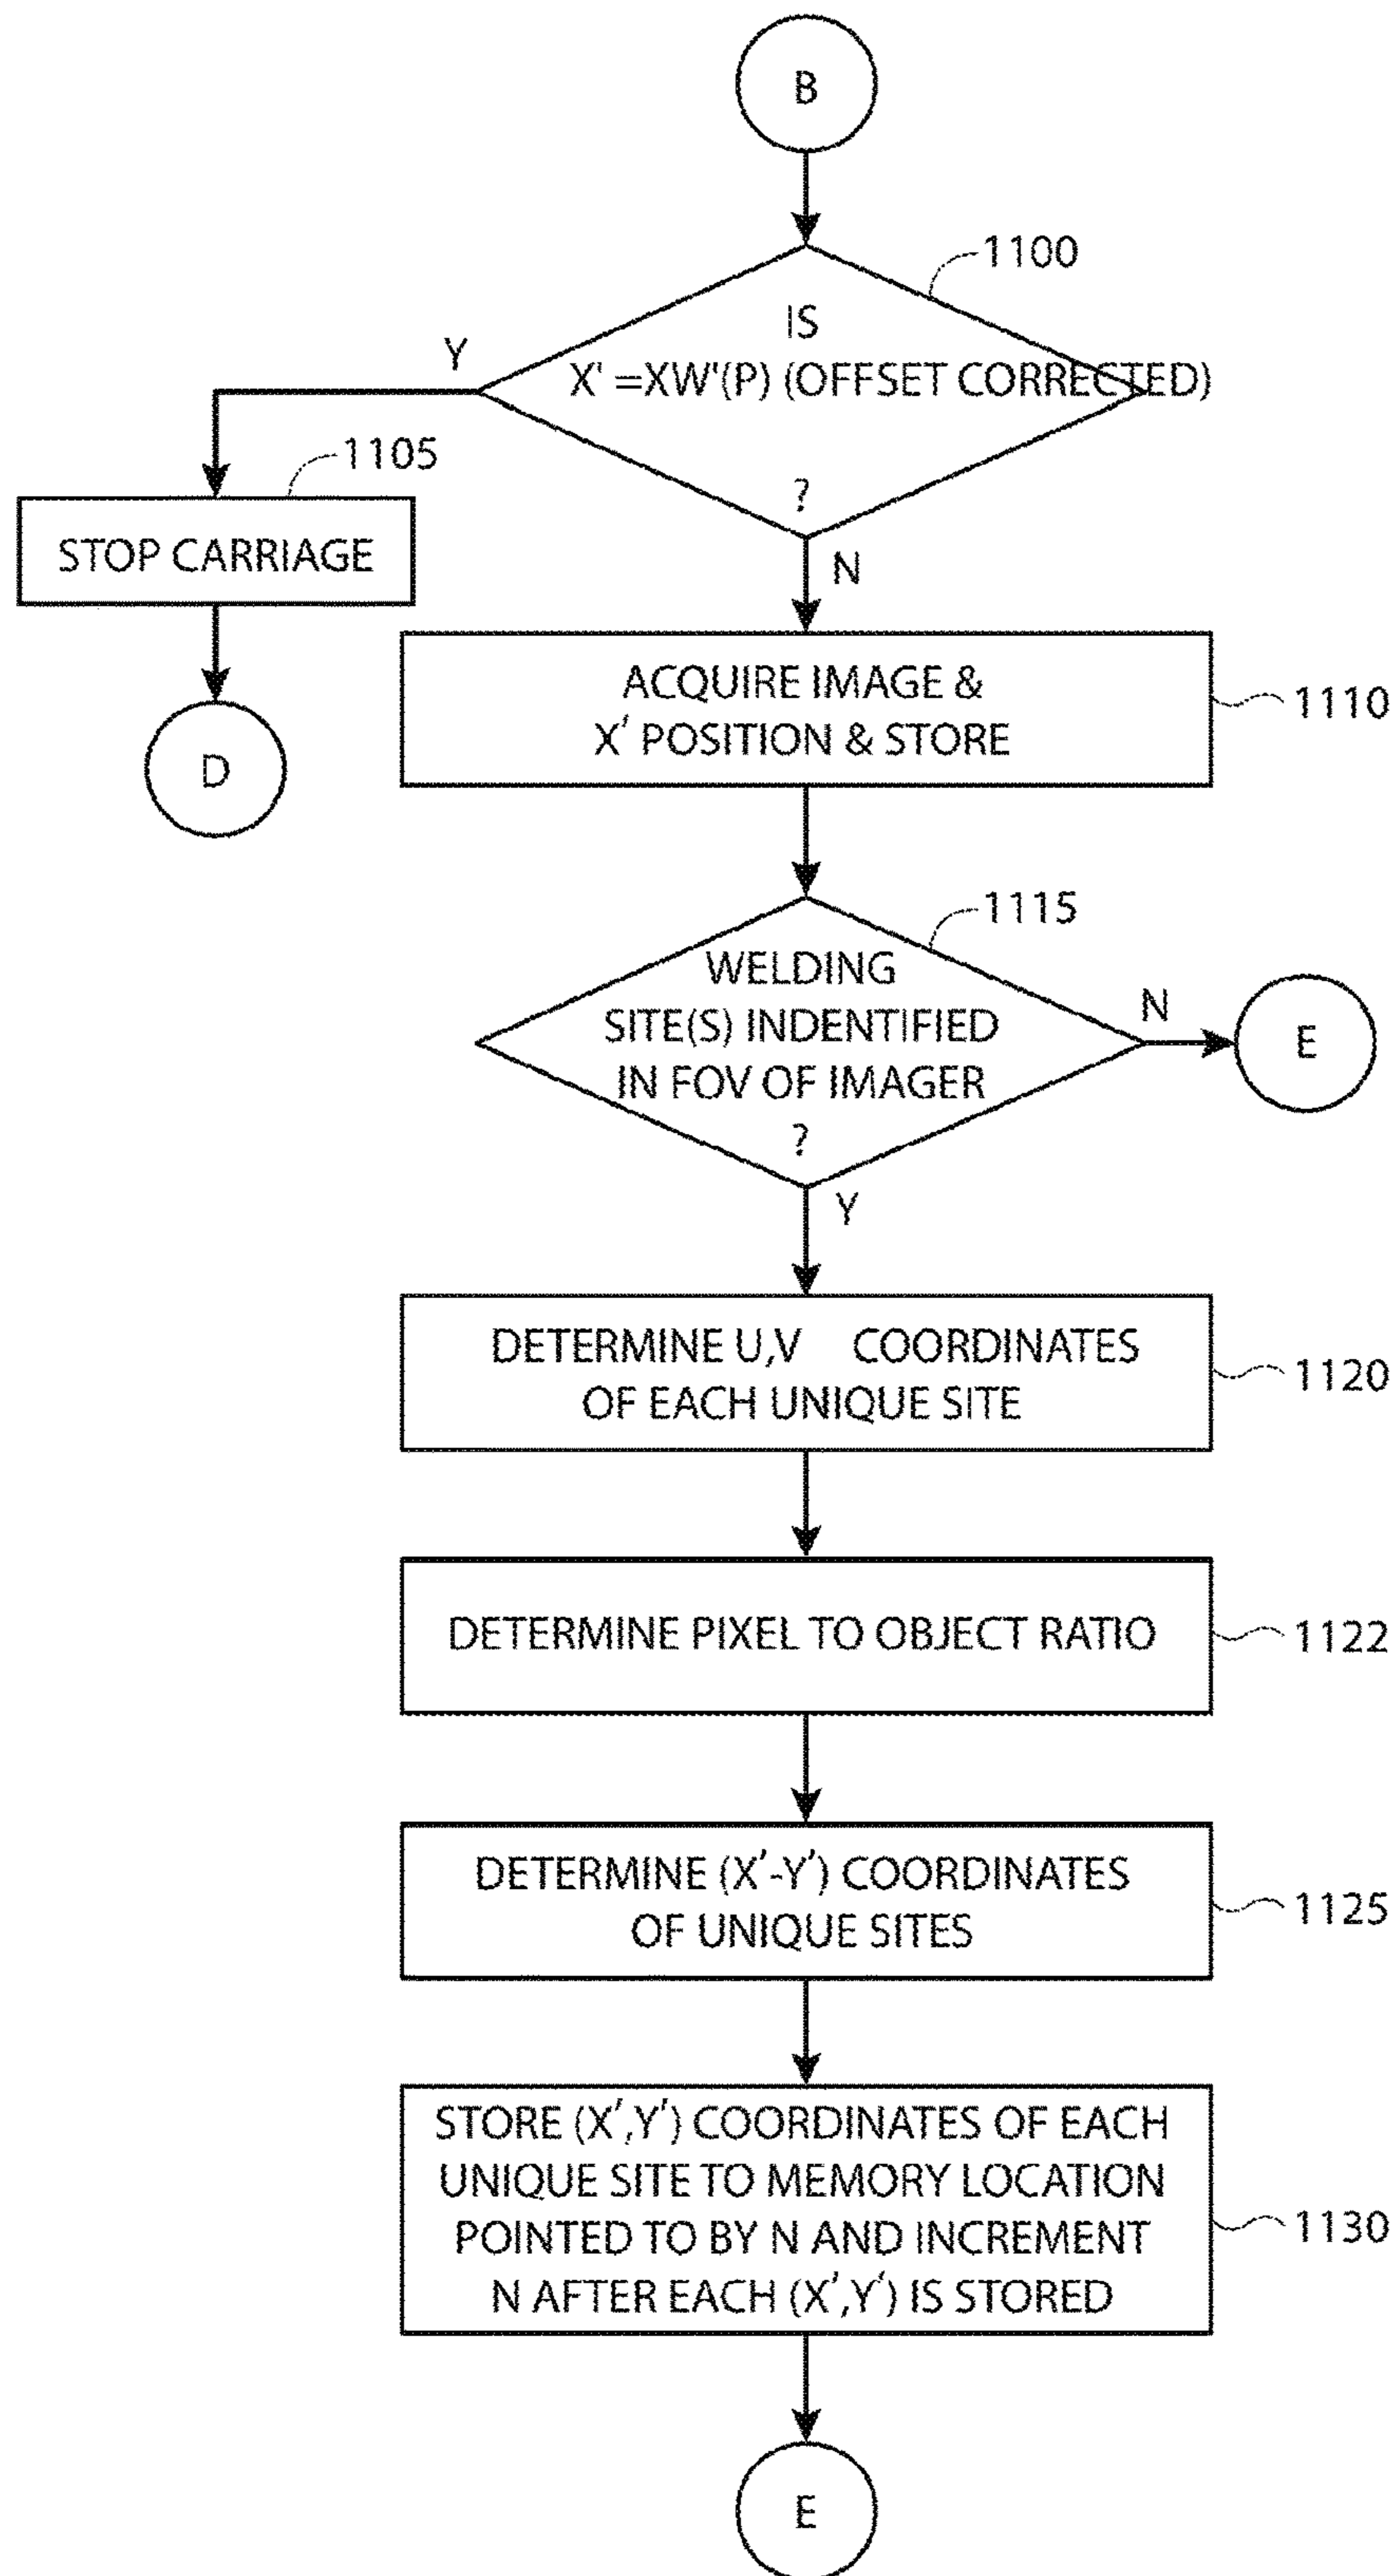 B
1100
IS
X' =XW'(P) (OFFSET CORRECTED)
?
Y
N
1105
STOP CARRIAGE
D
ACQUIRE IMAGE &
X' POSITION & STORE
1110
1115
WELDING
SITE(S) INDENTIFIED
IN FOV OF IMAGER
?
N
E
Y
DETERMINE U,V COORDINATES
OF EACH UNIQUE SITE
1120
DETERMINE PIXEL TO OBJECT RATIO
1122
DETERMINE (X'-Y') COORDINATES
OF UNIQUE SITES
1125
STORE (X',Y') COORDINATES OF EACH
UNIQUE SITE TO MEMORY LOCATION
POINTED TO BY N AND INCREMENT
N AFTER EACH (X',Y') IS STORED
1130
E